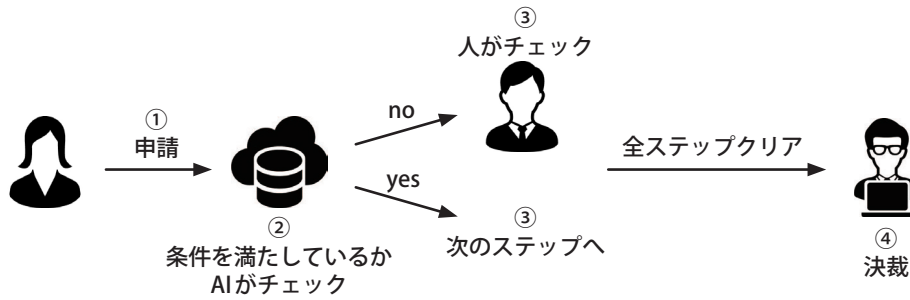 ①
申請
②
条件を満たしているか
AIがチェック
no
③
人がチェック
yes
③
次のステップへ
全ステップクリア
④
決裁